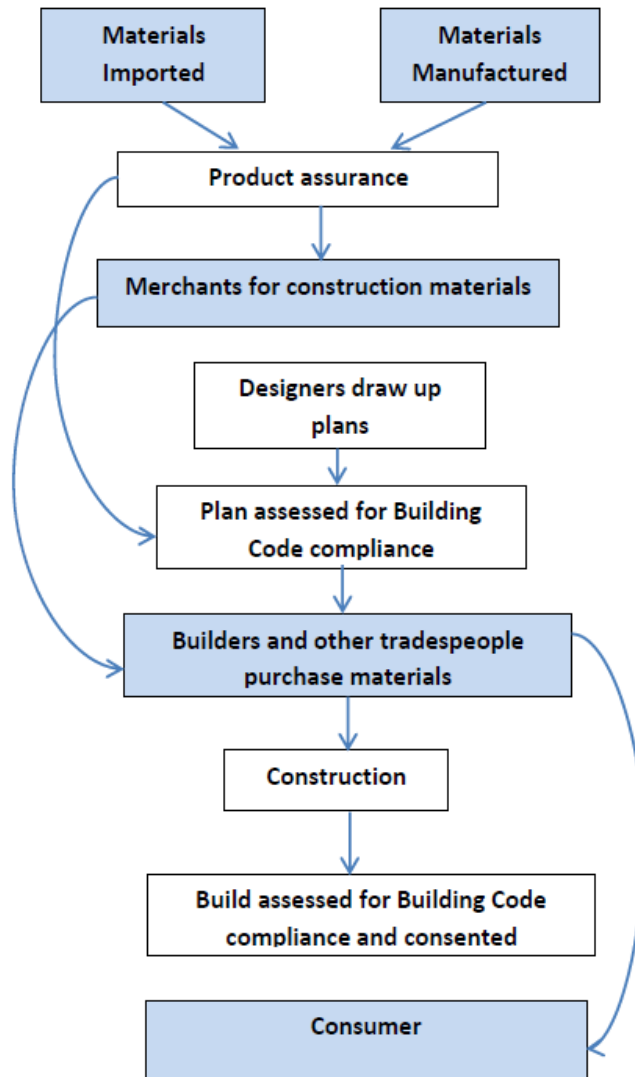 Materials
Imported
Materials
Manufactured
Product assurance
Merchants for construction materials
Designers draw up
plans
Plan assessed for Building
Code compliance
Builders and other tradespeople
purchase materials
Construction
Build assessed for Building Code
compliance and consented
Consumer